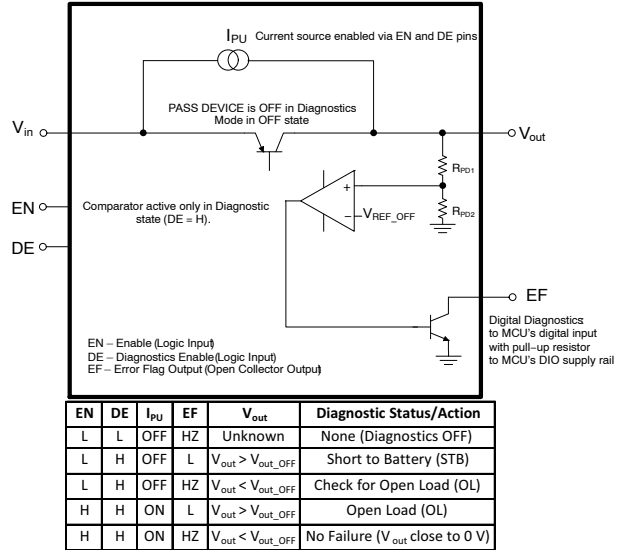 IPU Current source enabled via EN and DE pins
PASS DEVICE is OFF in Diagnostics
Mode in OFF state
Vin
Vout
RPD1
+
Comparator active only in Diagnostic
state (DE = H).
− VREF_OFF
RPD2
EN
DE
EF
Digital Diagnostics
to MCU's digital input
with pull−up resistor
to MCU's DIO supply rail
EN − Enable (Logic Input)
DE − Diagnostics Enable (Logic Input)
EF − Error Flag Output (Open Collector Output)
EN DE IPU EF Vout Diagnostic Status/Action
L L OFF HZ Unknown None (Diagnostics OFF)
L H OFF L Vout > Vout_OFF Short to Battery (STB)
L H OFF HZ Vout < Vout_OFF Check for Open Load (OL)
H H ON L Vout > Vout_OFF Open Load (OL)
H H ON HZ Vout < Vout_OFF No Failure (Vout close to 0 V)